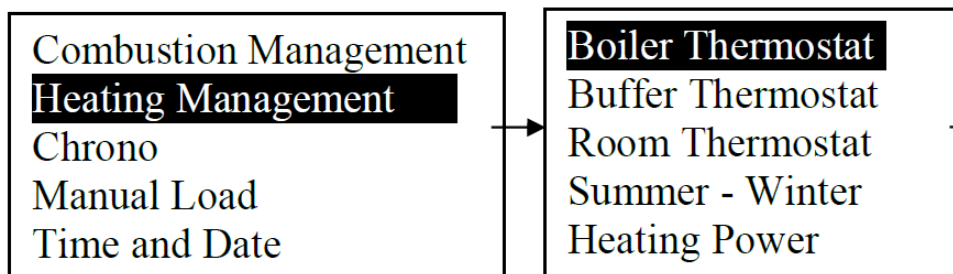 Combustion Management
Heating Management
Chrono
Manual Load
Time and Date
Boiler Thermostat
Buffer Thermostat
Room Thermostat
Summer - Winter
Heating Power